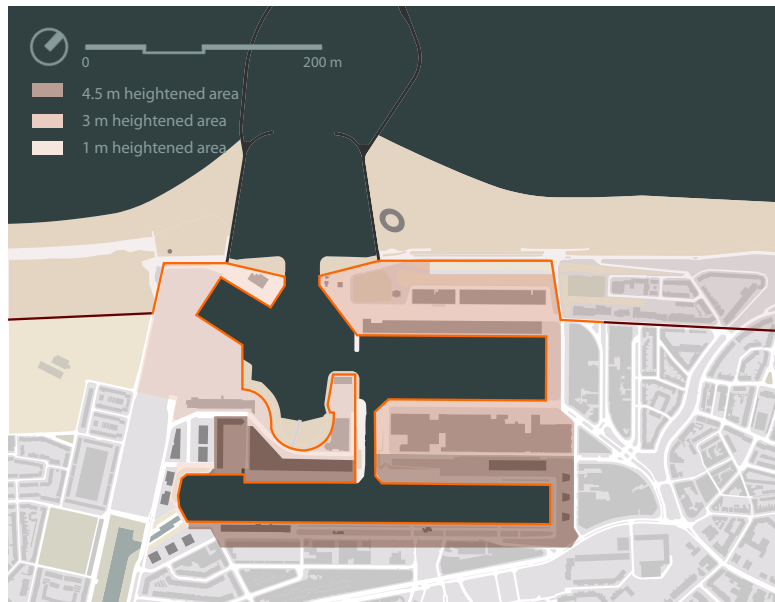 0 200 m
4.5 m heightened area
3 m heightened area
1 m heightened area